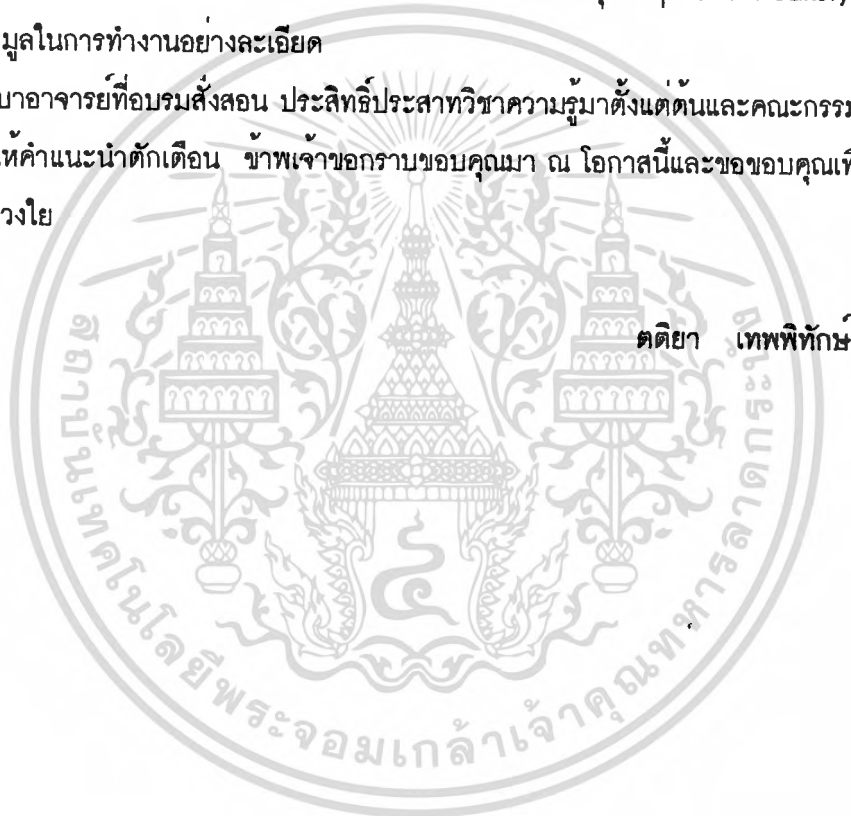 มูลในการทำงานอย่างละเอียด
บาอาจารย์ที่อบรมสั่งสอน ประสิทธิ์ประสาทวิชาความรู้มาตั้งแต่ต้นและคณะกรรม
ห้คำแนะนำตักเตือน ข้าพเจ้าขอกราบขอบคุณมา ณ โอกาสนี้และขอขอบคุณเพื
วงใย
ตติยา เทพพิทักษ์
สถาบันเทคโนโลยีพระจอมเกล้าเจ้าคุณทหารลาดกระบัง